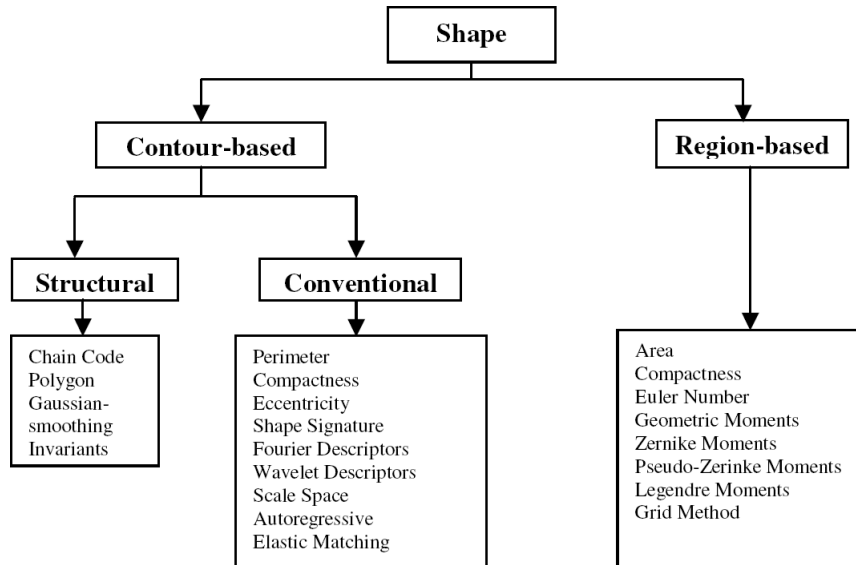 Shape
Contour-based
Region-based
Structural
Conventional
Chain Code
Polygon
Gaussian-
smoothing
Invariants
Perimeter
Compactness
Eccentricity
Shape Signature
Fourier Descriptors
Wavelet Descriptors
Scale Space
Autoregressive
Elastic Matching
Area
Compactness
Euler Number
Geometric Moments
Zernike Moments
Pseudo-Zerinke Moments
Legendre Moments
Grid Method